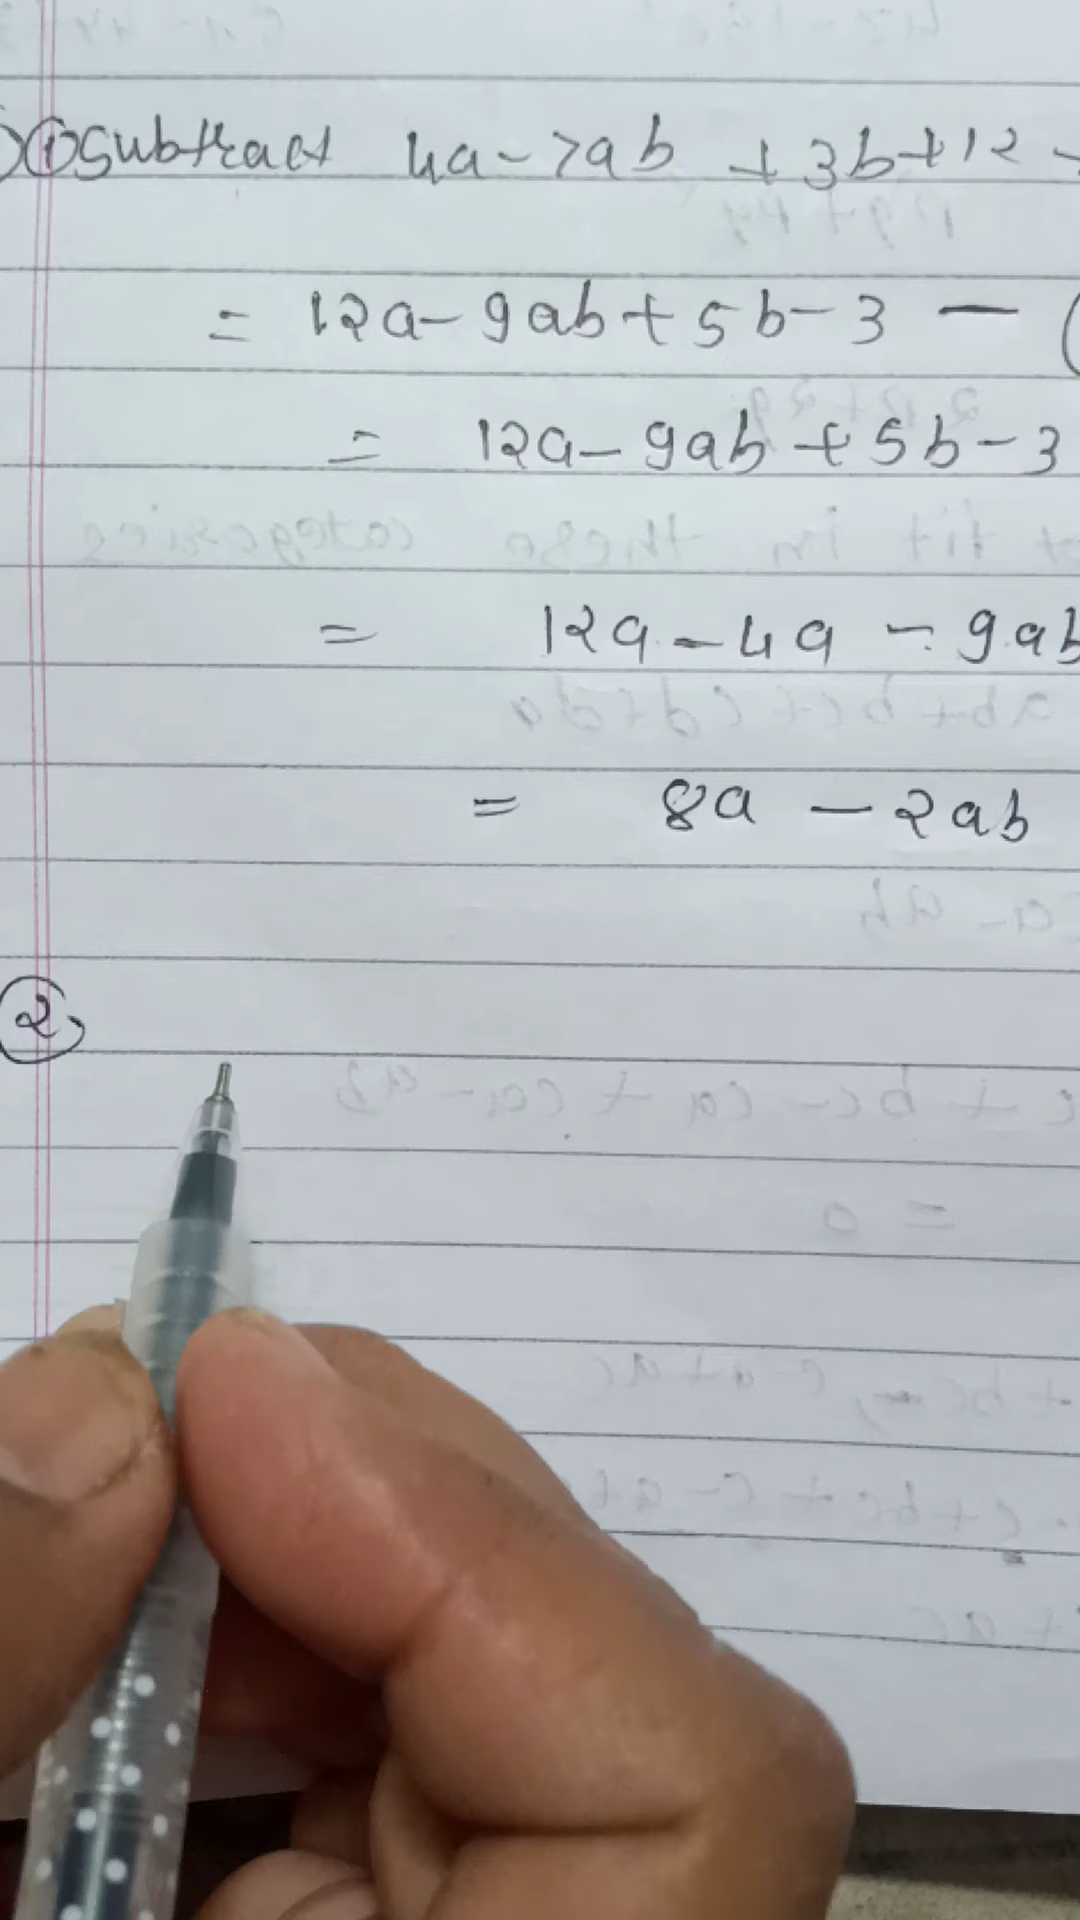 ① Subtract 4a - 7ab + 3b + 12 -
= 12a - 9ab + 5b - 3 - (
= 12a - 9ab + 5b - 3
= 12a - 4a - 9ab
= 8a - 2ab
②,